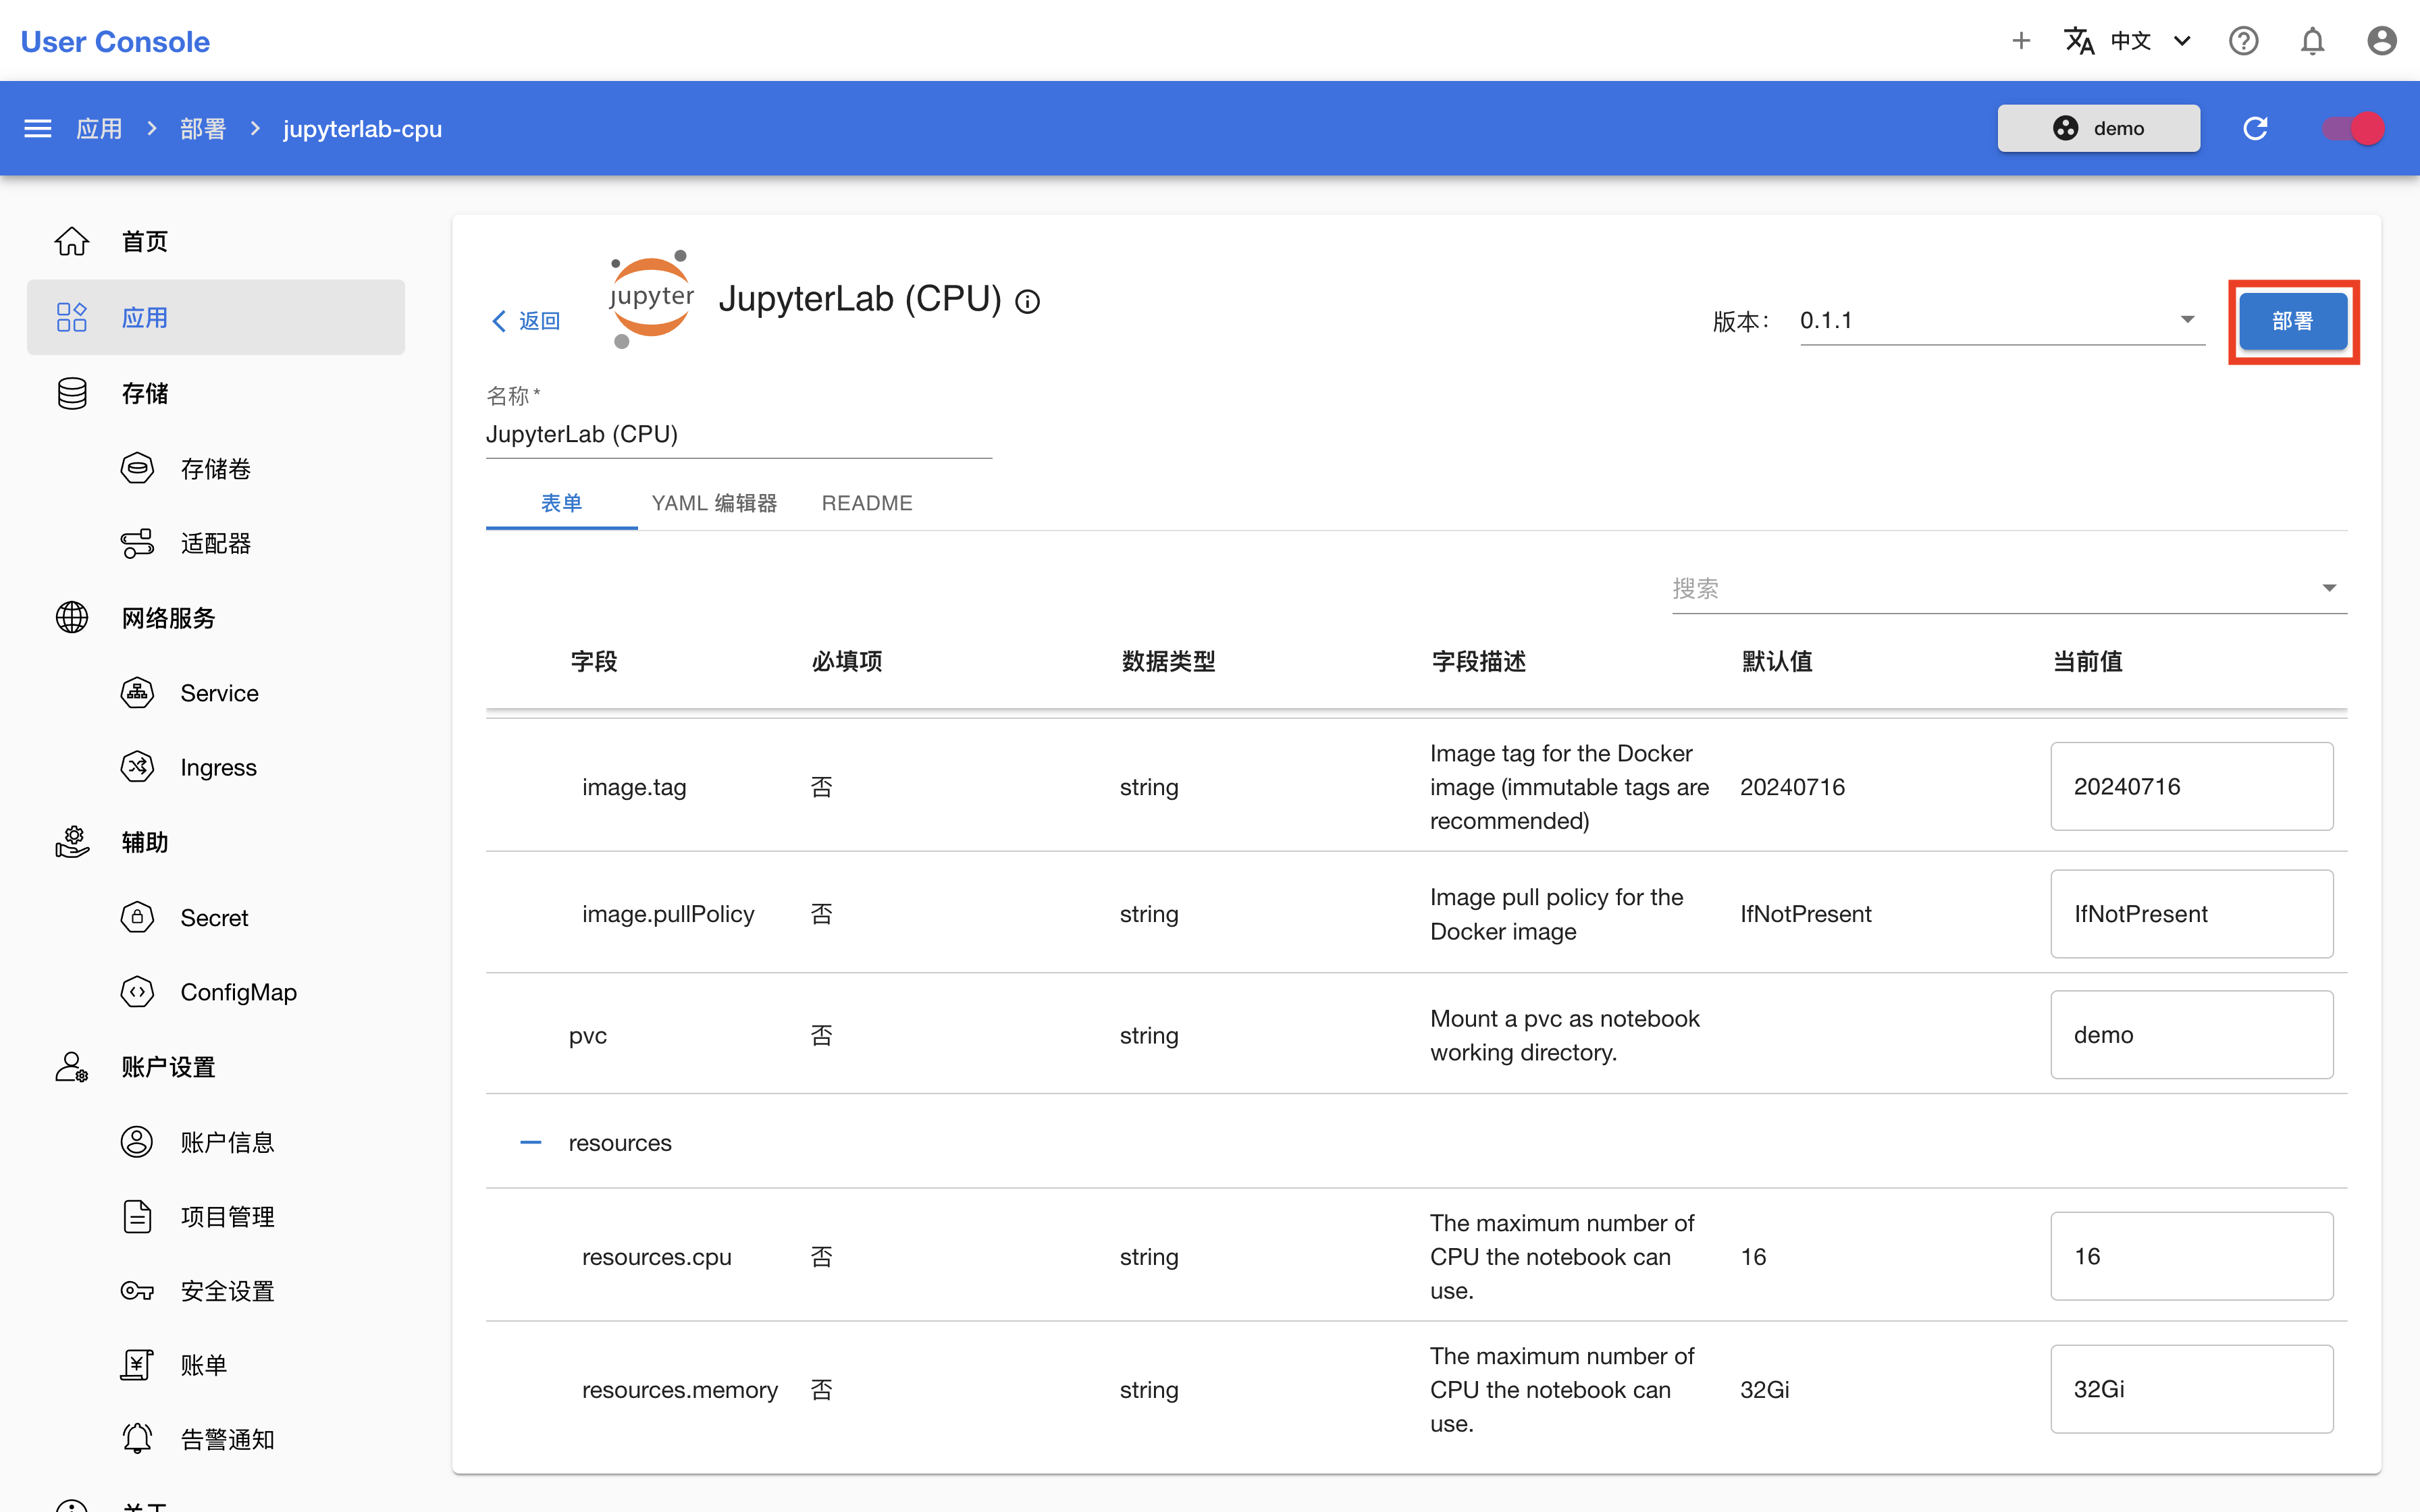 User Console
中文
应用 > 部署 > jupyterlab-cpu
demo
首页
应用
存储
存储卷
适配器
网络服务
Service
Ingress
辅助
Secret
ConfigMap
账户设置
账户信息
项目管理
安全设置
账单
告警通知
返回
jupyter
JupyterLab (CPU)
版本：
0.1.1
部署
名称 *
JupyterLab (CPU)
表单
YAML 编辑器
README
搜索
字段 必填项 数据类型 字段描述 默认值 当前值
image.tag 否 string Image tag for the Docker
image (immutable tags are
recommended) 20240716 20240716
image.pullPolicy 否 string Image pull policy for the
Docker image IfNotPresent IfNotPresent
pvc 否 string Mount a pvc as notebook
working directory. demo
resources
resources.cpu 否 string The maximum number of
CPU the notebook can
use. 16 16
resources.memory 否 string The maximum number of
CPU the notebook can
use. 32Gi 32Gi